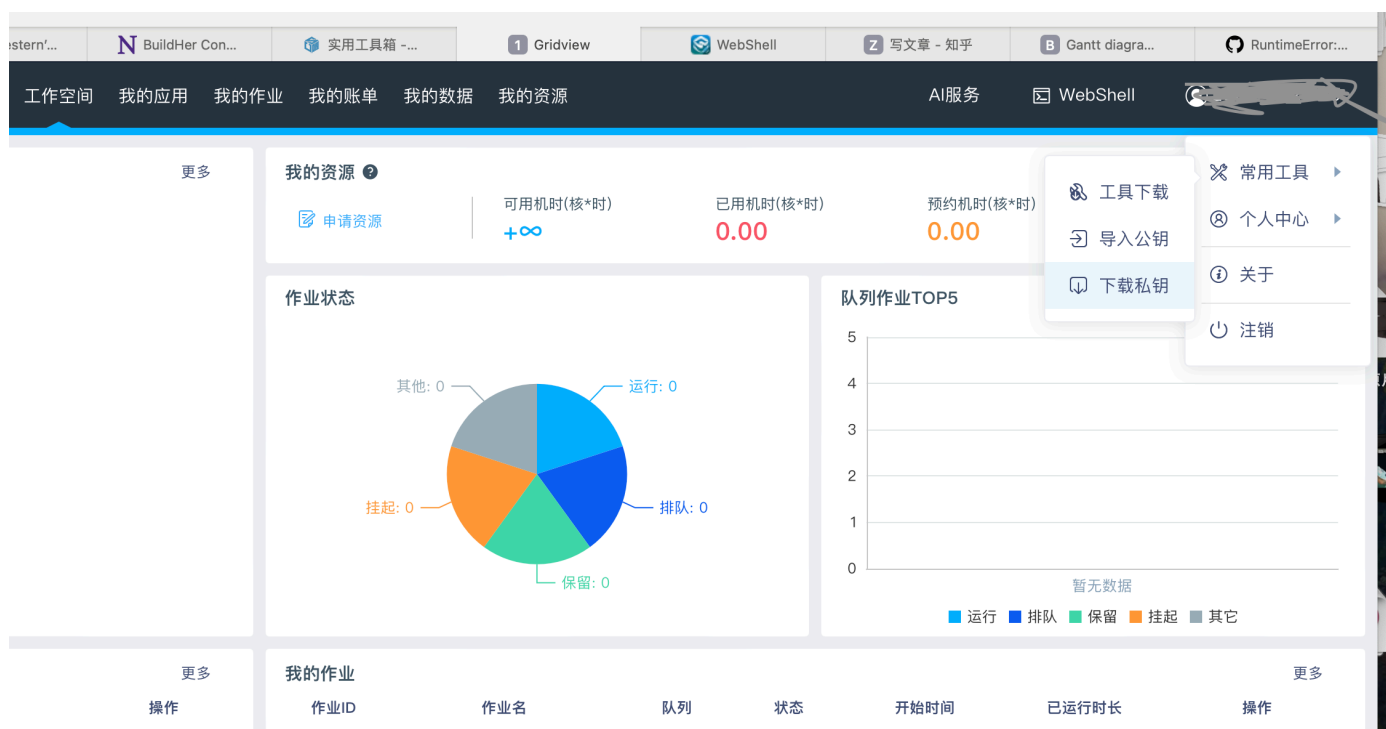 estern'... BuildHer Con... 实用工具箱 -... 1 Gridview WebShell Z 写文章 - 知乎 B Gantt diagra... RuntimeError:...
工作空间 我的应用 我的作业 我的账单 我的数据 我的资源 AI服务 WebShell
更多
我的资源
申请资源
可用机时(核*时) 已用机时(核*时) 预约机时(核*时)
+∞ 0.00 0.00
工具下载
导入公钥
下载私钥
常用工具
个人中心
关于
注销
作业状态
其他: 0
运行: 0
挂起: 0
排队: 0
保留: 0
队列作业TOP5
5
4
3
2
1
0
暂无数据
运行 排队 保留 挂起 其它
更多
操作
我的作业 更多
作业ID 作业名 队列 状态 开始时间 已运行时长 操作